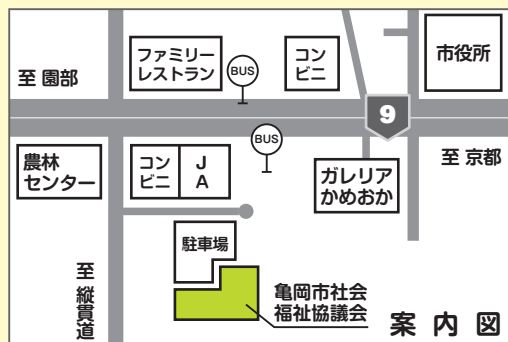 ファミリー
レストラン
BUS
コン
ビニ
市役所
至 園部
9
農林
センター
コン
ビニ
J
A
BUS
ガレリア
かめおか
至 京都
駐車場
至 縦貫道
亀岡市社会
福祉協議会
案内図